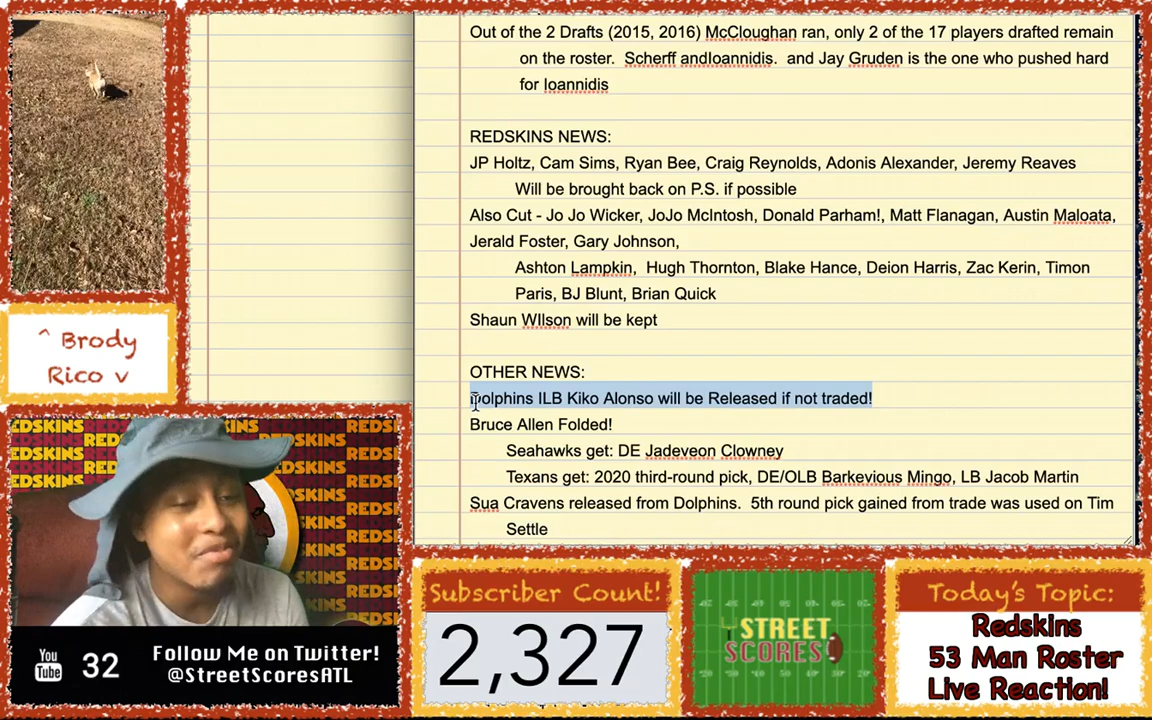 Out of the 2 Drafts (2015, 2016) McCloughan ran, only 2 of the 17 players drafted remain
on the roster.  Scherff andIoannidis.  and Jay Gruden is the one who pushed hard
for Ioannidis
REDSKINS NEWS:
JP Holtz, Cam Sims, Ryan Bee, Craig Reynolds, Adonis Alexander, Jeremy Reaves
Will be brought back on P.S. if possible
Also Cut - Jo Jo Wicker, JoJo McIntosh, Donald Parham!, Matt Flanagan, Austin Maloata,
Jerald Foster, Gary Johnson,
Ashton Lampkin,  Hugh Thornton, Blake Hance, Deion Harris, Zac Kerin, Timon
Paris, BJ Blunt, Brian Quick
Shaun WIlson will be kept
OTHER NEWS:
Dolphins ILB Kiko Alonso will be Released if not traded!
Bruce Allen Folded!
Seahawks get: DE Jadeveon Clowney
Texans get: 2020 third-round pick, DE/OLB Barkevious Mingo, LB Jacob Martin
Sua Cravens released from Dolphins.  5th round pick gained from trade was used on Tim
Settle
^ Brody
Rico v
REDSKINS
You
Tube
32
Follow Me on Twitter!
@StreetScoresATL
Subscriber Count!
2,327
STREET
SCORES
Today's Topic:
Redskins
53 Man Roster
Live Reaction!